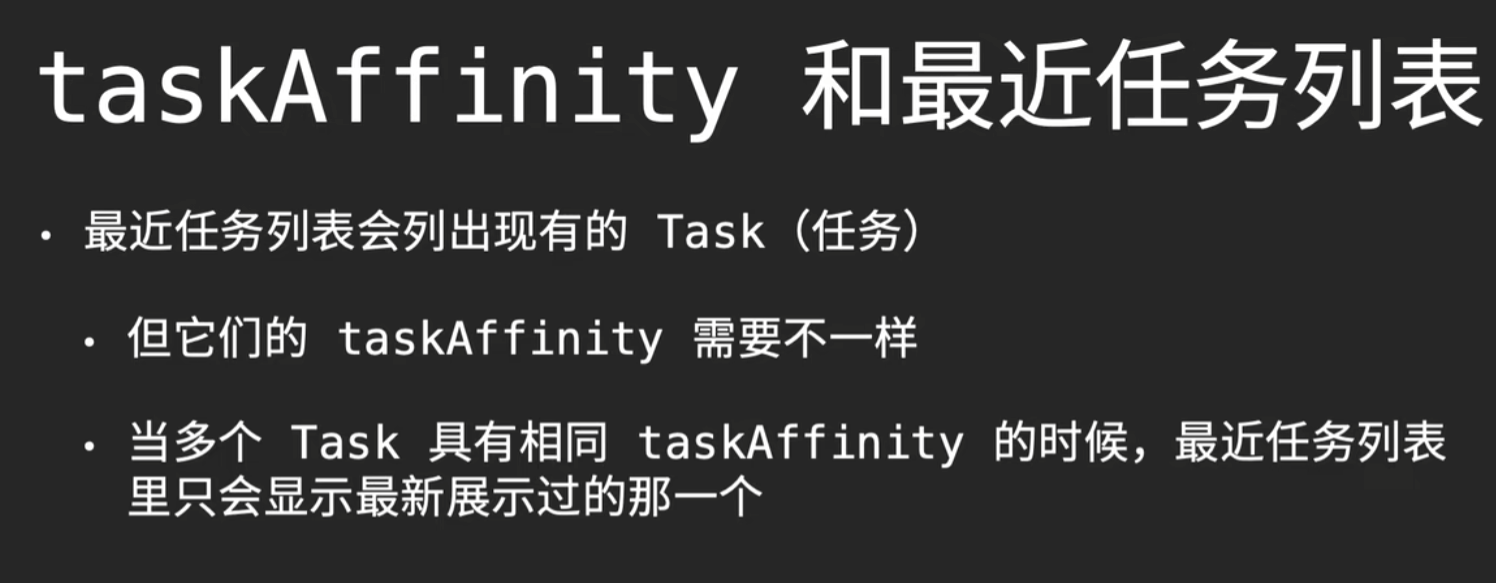 taskAffinity 和最近任务列表
• 最近任务列表会列出现有的 Task（任务）
• 但它们的 taskAffinity 需要不一样
• 当多个 Task 具有相同 taskAffinity 的时候，最近任务列表
里只会显示最新展示过的那一个